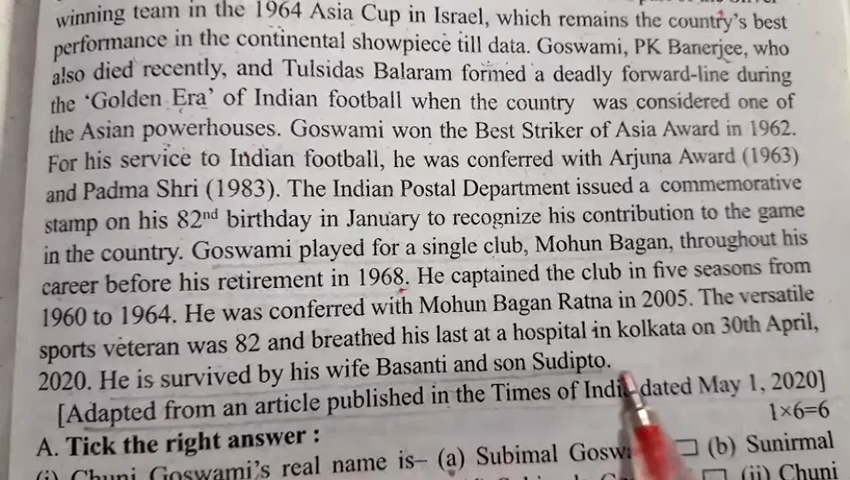 winning team in the 1964 Asia Cup in Israel, which remains the country's best
performance in the continental showpiece till data. Goswami, PK Banerjee, who
also died recently, and Tulsidas Balaram formed a deadly forward-line during
the 'Golden Era' of Indian football when the country was considered one of
the Asian powerhouses. Goswami won the Best Striker of Asia Award in 1962.
For his service to Indian football, he was conferred with Arjuna Award (1963)
and Padma Shri (1983). The Indian Postal Department issued a commemorative
stamp on his 82nd birthday in January to recognize his contribution to the game
in the country. Goswami played for a single club, Mohun Bagan, throughout his
career before his retirement in 1968. He captained the club in five seasons from
1960 to 1964. He was conferred with Mohun Bagan Ratna in 2005. The versatile
sports veteran was 82 and breathed his last at a hospital in kolkata on 30th April,
2020. He is survived by his wife Basanti and son Sudipto.
[Adapted from an article published in the Times of India dated May 1, 2020]
1×6=6
A. Tick the right answer :
(i) Chuni Goswami's real name is– (a) Subimal Gosw (b) Sunirmal
(ii) Chuni